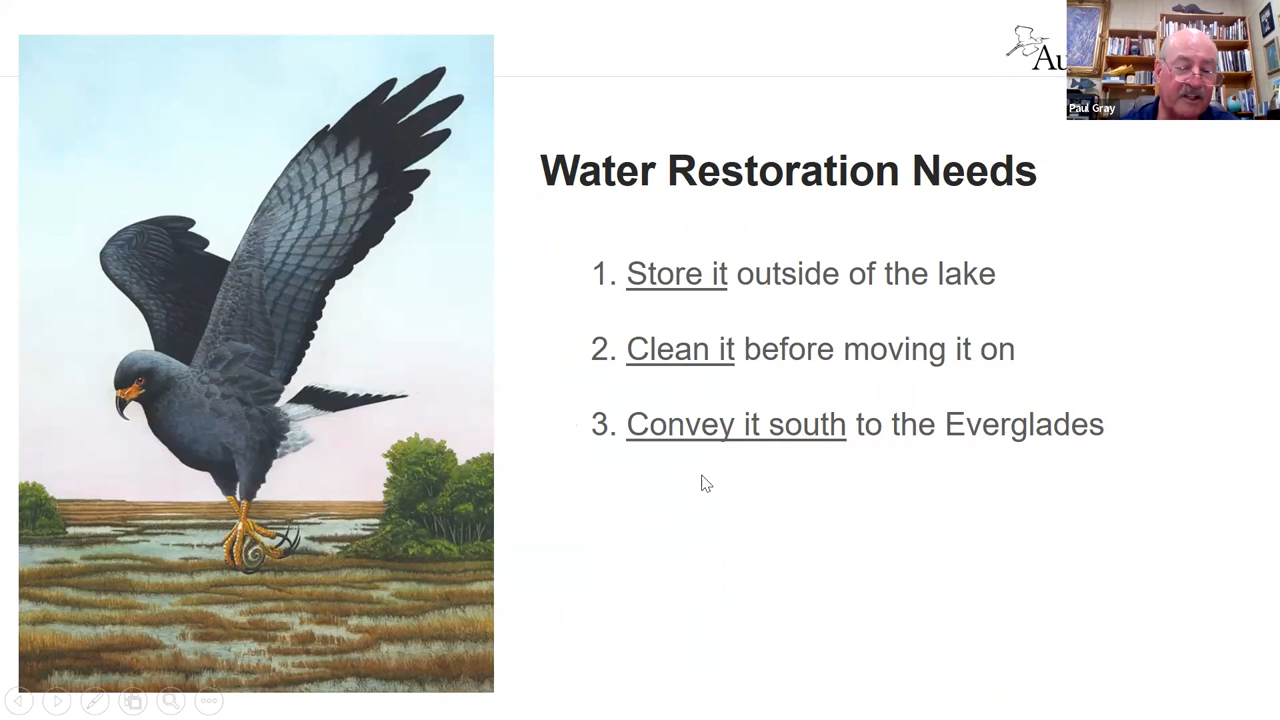 Au
Paul Gray
Water Restoration Needs
1. Store it outside of the lake
2. Clean it before moving it on
3. Convey it south to the Everglades